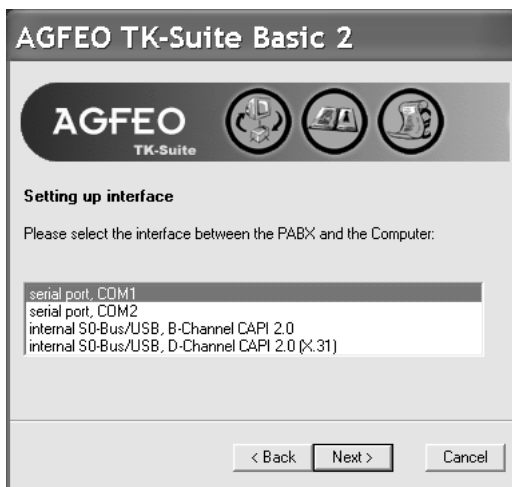 AGFEO TK-Suite Basic 2
AGFEO
TK-Suite
Setting up interface
Please select the interface between the PABX and the Computer:
serial port, COM1
serial port, COM2
internal S0-Bus/USB, B-Channel CAPI 2.0
internal S0-Bus/USB, D-Channel CAPI 2.0 (X.31)
< Back Next > Cancel